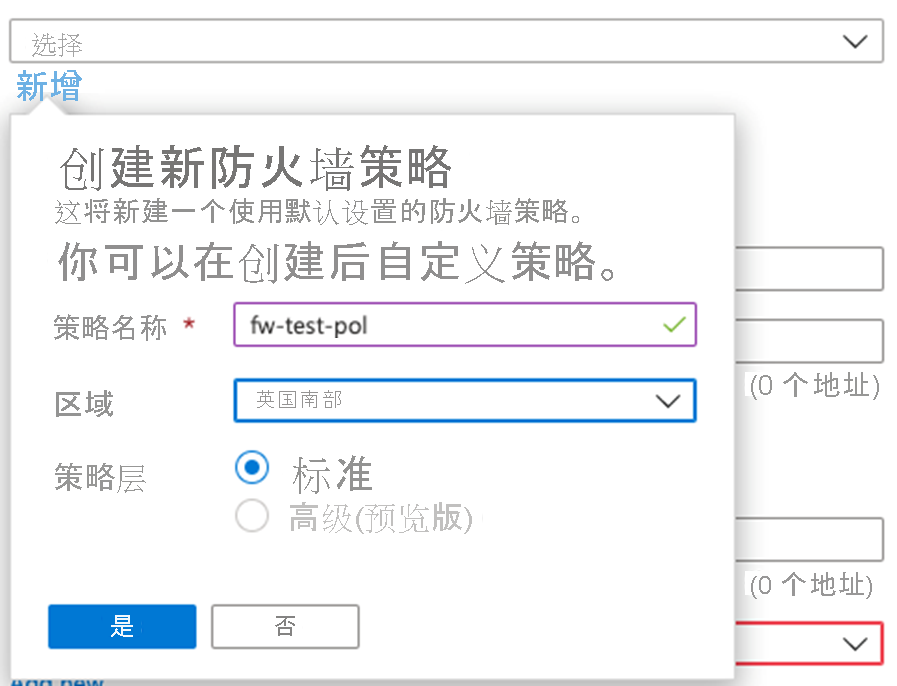 选择
新增
创建新防火墙策略
这将新建一个使用默认设置的防火墙策略。
你可以在创建后自定义策略。
策略名称 *
fw-test-pol
区域
英国南部
(0 个地址)
策略层
标准
高级(预览版)
(0 个地址)
是
否
Add new